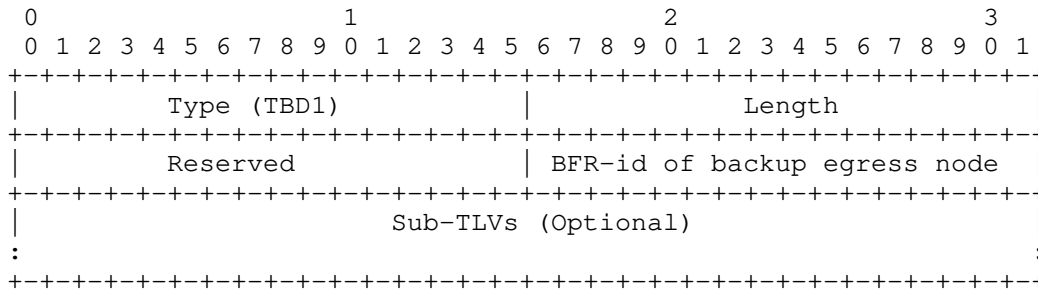 0                   1                   2                   3
 0 1 2 3 4 5 6 7 8 9 0 1 2 3 4 5 6 7 8 9 0 1 2 3 4 5 6 7 8 9 0 1
+-+-+-+-+-+-+-+-+-+-+-+-+-+-+-+-+-+-+-+-+-+-+-+-+-+-+-+-+-+-+-+-
|         Type (TBD1)           |             Length
+-+-+-+-+-+-+-+-+-+-+-+-+-+-+-+-+-+-+-+-+-+-+-+-+-+-+-+-+-+-+-+-
|         Reserved              | BFR-id of backup egress node
+-+-+-+-+-+-+-+-+-+-+-+-+-+-+-+-+-+-+-+-+-+-+-+-+-+-+-+-+-+-+-+-
|                       Sub-TLVs (Optional)
:                                                               :
+-+-+-+-+-+-+-+-+-+-+-+-+-+-+-+-+-+-+-+-+-+-+-+-+-+-+-+-+-+-+-+-